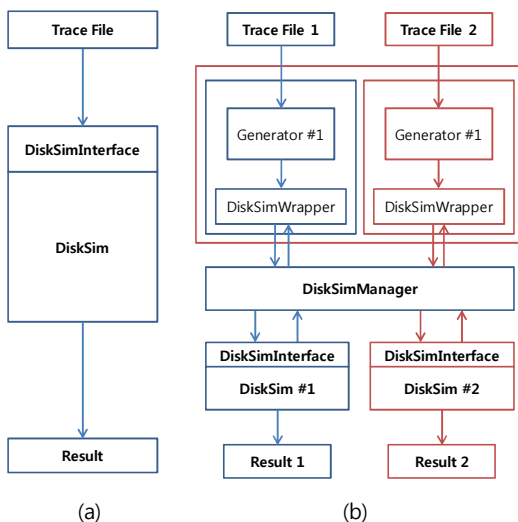 Trace File
DiskSimInterface
DiskSim
Result
(a)
Trace File 1
Trace File 2
Generator #1
Generator #1
DiskSimWrapper
DiskSimWrapper
DiskSimManager
DiskSimInterface
DiskSimInterface
DiskSim #1
DiskSim #2
Result 1
Result 2
(b)